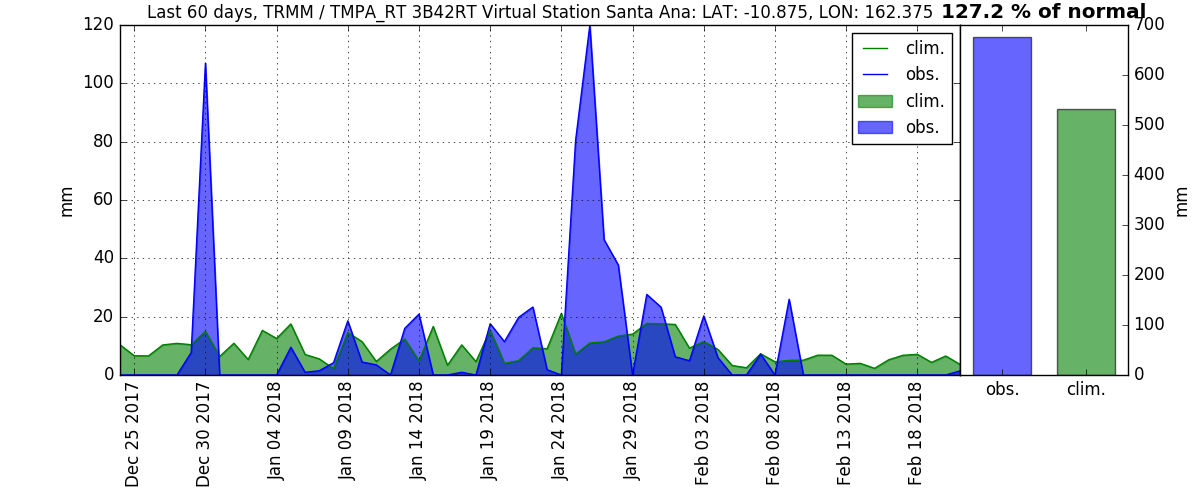 Last 60 days, TRMM / TMPA_RT 3B42RT Virtual Station Santa Ana: LAT: -10.875, LON: 162.375 127.2 % of normal
120
100
80
60
40
20
0
mm
clim.
obs.
clim.
obs.
700
600
500
400
300
200
100
0
mm
Dec 25 2017
Dec 30 2017
Jan 04 2018
Jan 09 2018
Jan 14 2018
Jan 19 2018
Jan 24 2018
Jan 29 2018
Feb 03 2018
Feb 08 2018
Feb 13 2018
Feb 18 2018
obs.
clim.